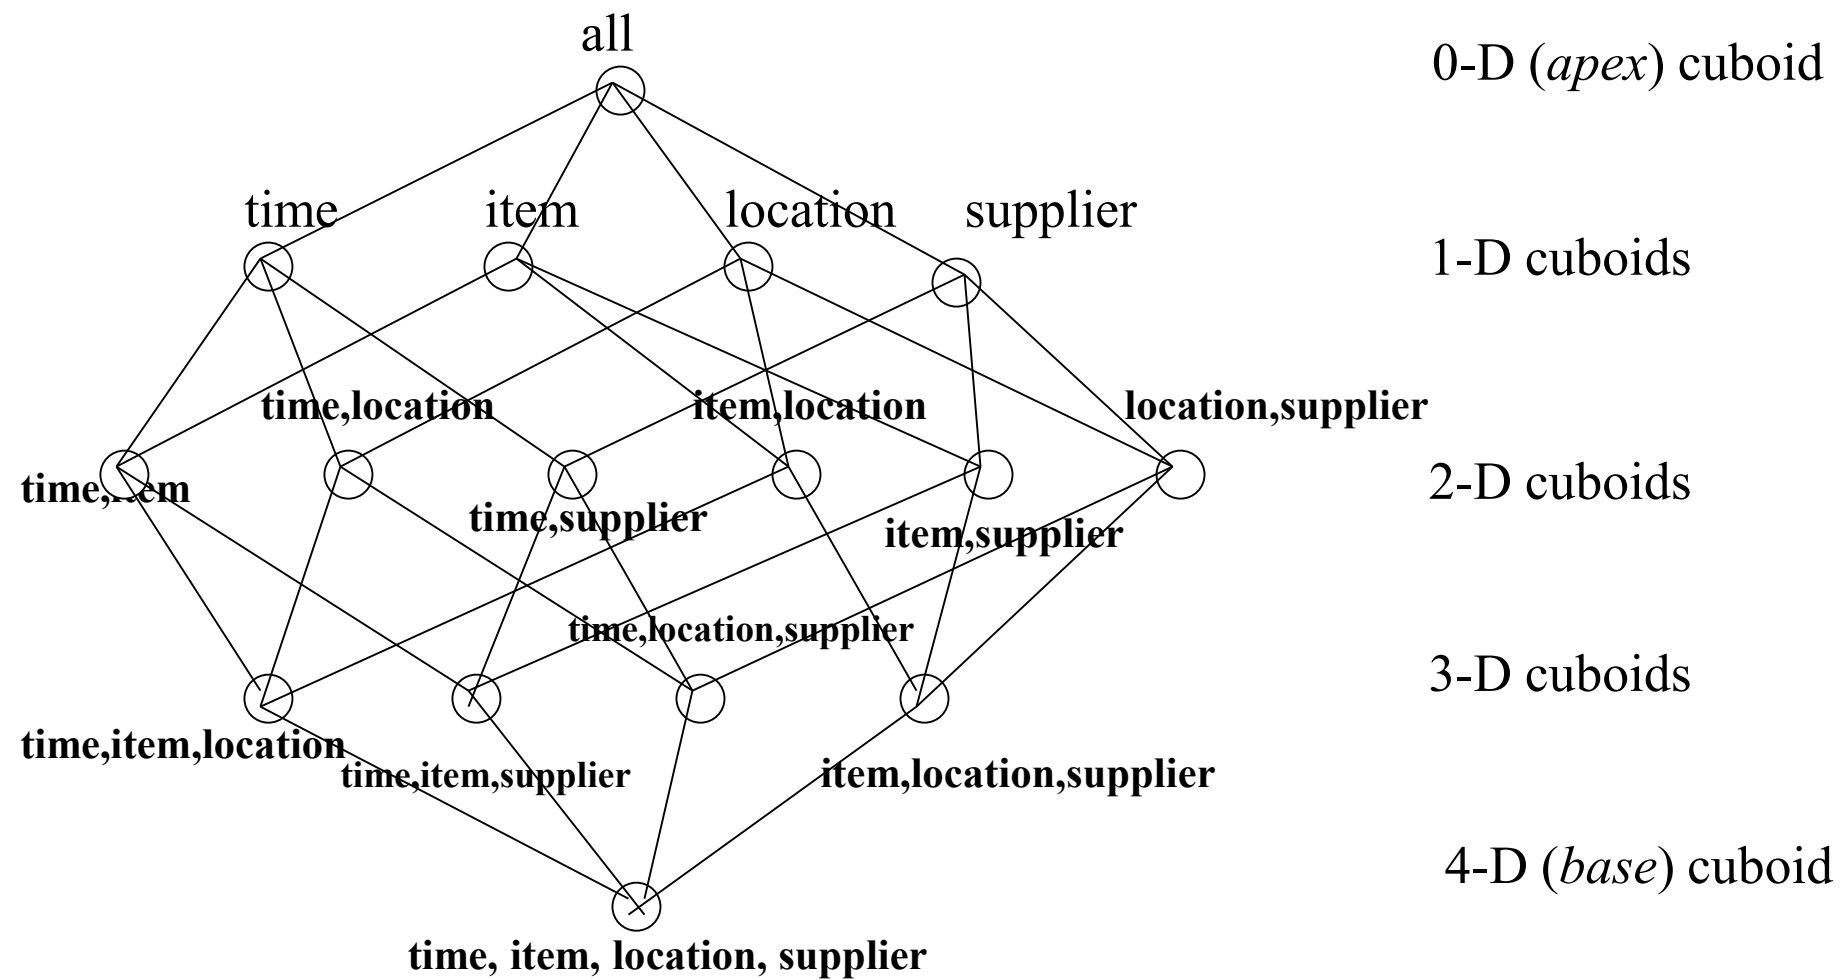 all
0-D (apex) cuboid
time
item
location
supplier
1-D cuboids
time,location
item,location
location,supplier
time,item
time,supplier
item,supplier
2-D cuboids
time,location,supplier
3-D cuboids
time,item,location
time,item,supplier
item,location,supplier
4-D (base) cuboid
time, item, location, supplier